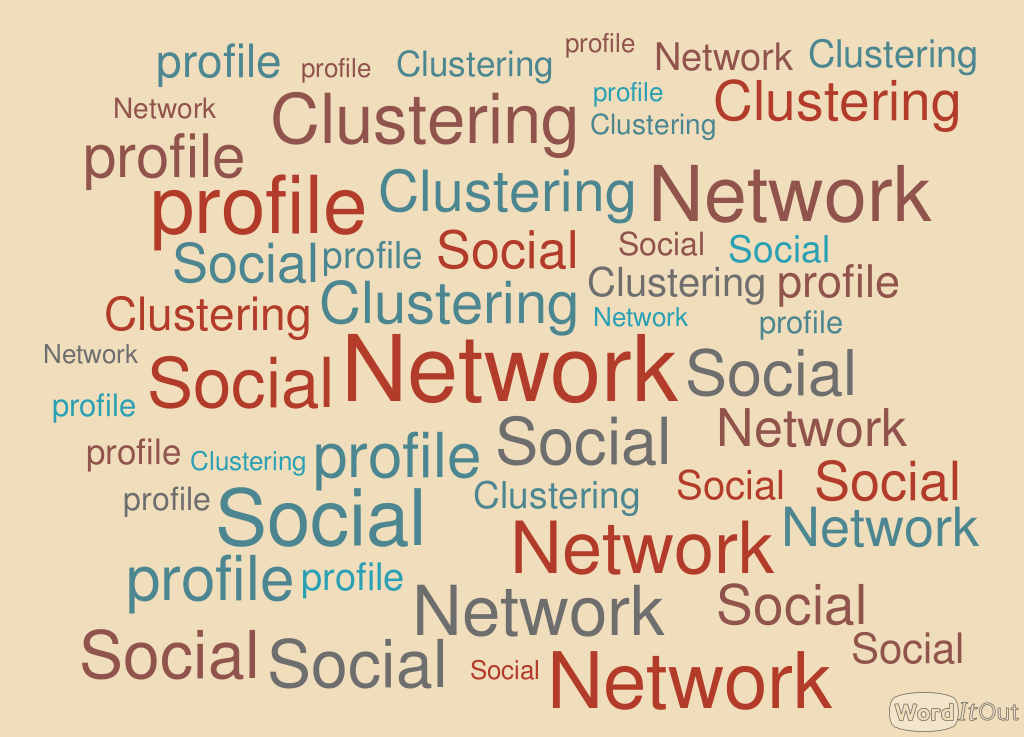 profile profile Clustering profile Network Clustering
Network Clustering profile Clustering Clustering
profile
profile Clustering Network
Social profile Social Social Social
Clustering Clustering Clustering profile
Network profile
Network Social Network Social
profile
profile Clustering profile Social Network
profile Social Clustering Social Social
Network Network
profile profile Network Social
Social Social Social Network Social
WordItOut